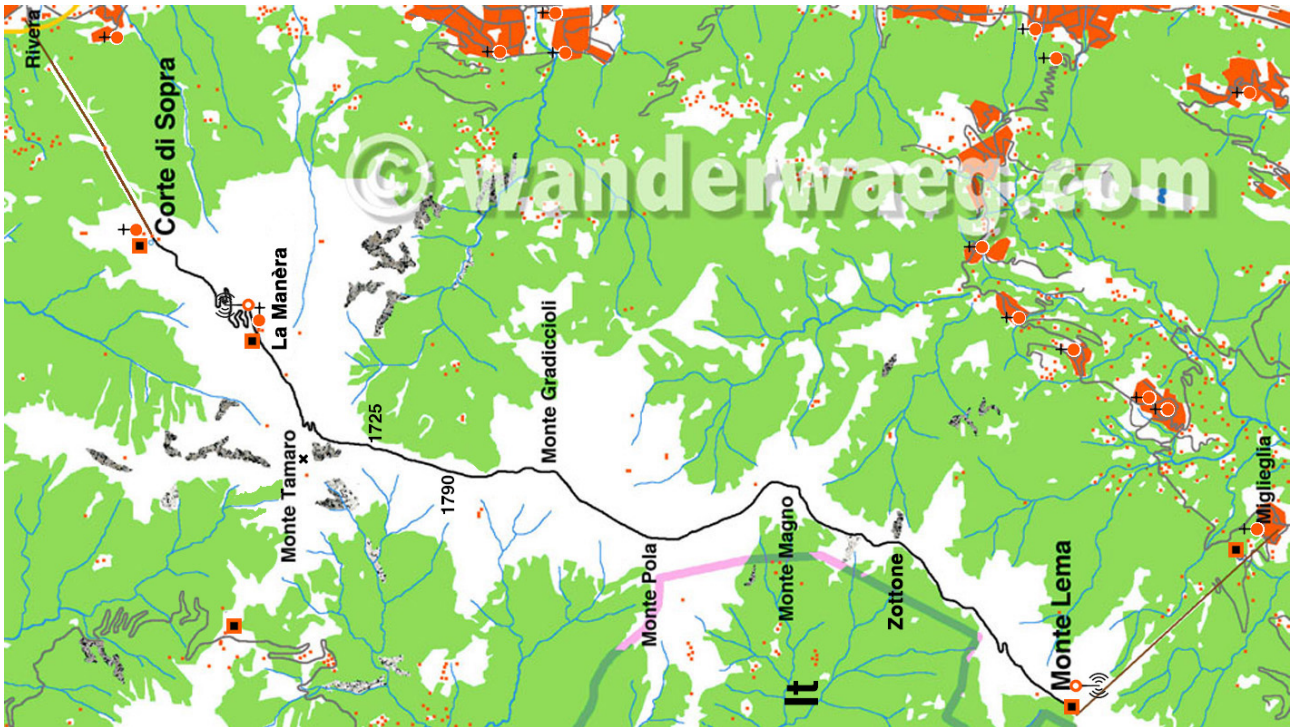 Rivera
Corte di Sopra
© wanderwaeg.com
La Manèra
Monte Tamaro
1725
1790
Monte Gradiccioli
Monte Pola
Monte Magno
Zottone
Monte Lema
Miglieglia
It